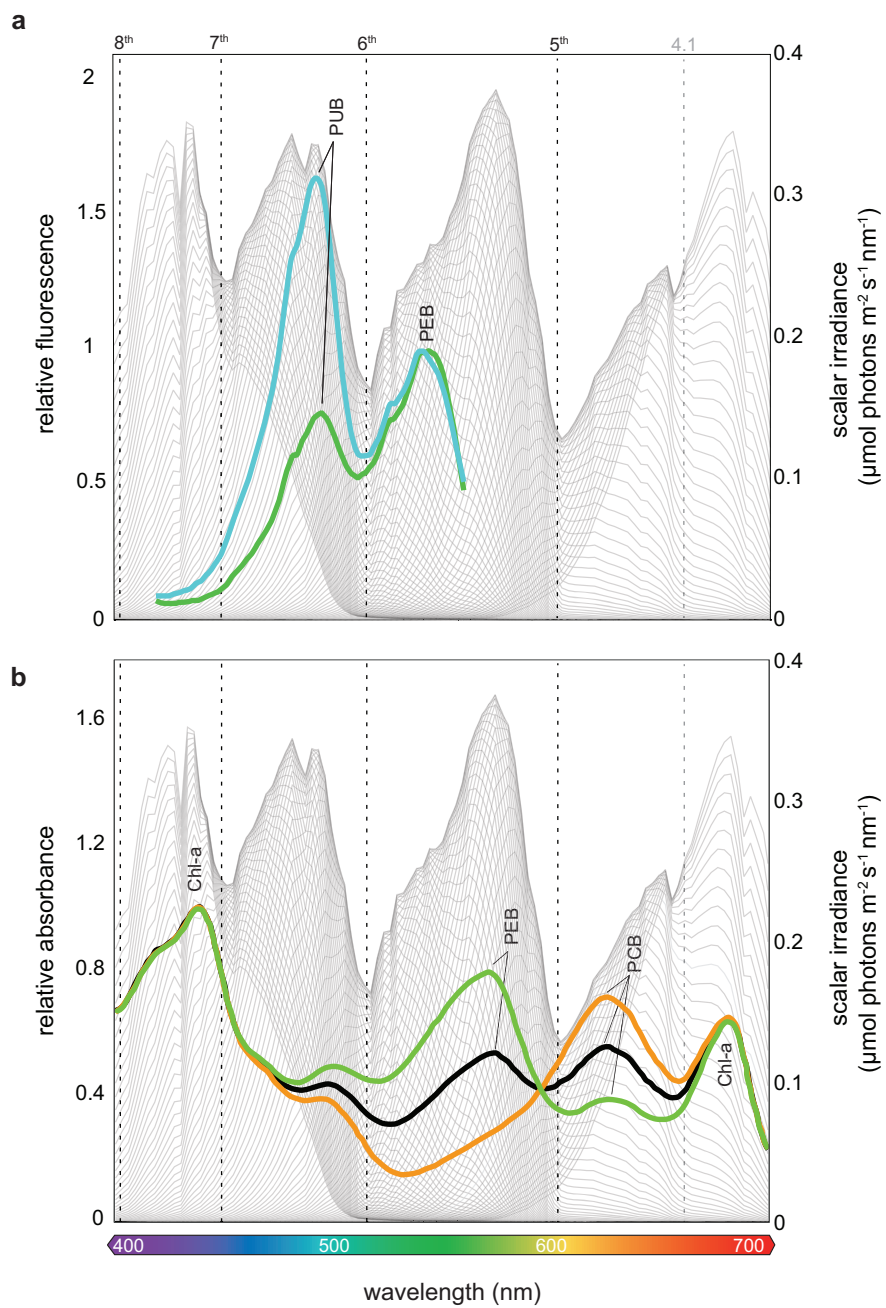 a
8th 7th 6th 5th 4.1
2
1.5
1
0.5
0
relative fluorescence
PUB
PEB
0.4
0.3
0.2
0.1
0
scalar irradiance
(µmol photons m-2 s-1 nm-1)
b
1.6
1.2
0.8
0.4
0
relative absorbance
Chl-a
PEB
PCB
Chl-a
0.4
0.3
0.2
0.1
0
scalar irradiance
(µmol photons m-2 s-1 nm-1)
400 500 600 700
wavelength (nm)